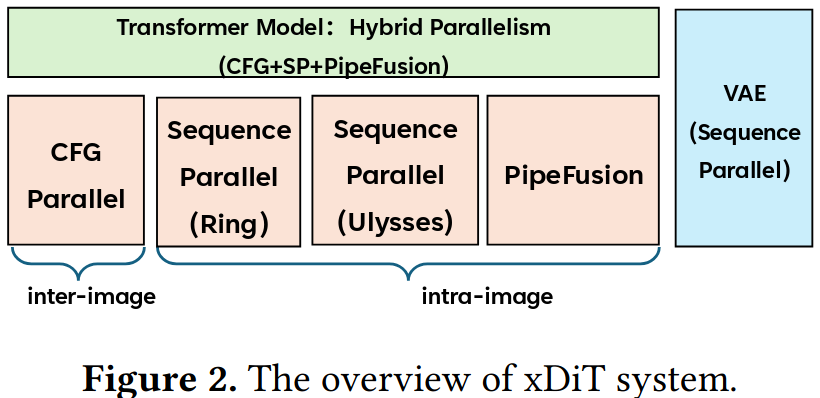 Transformer Model：Hybrid Parallelism
(CFG+SP+PipeFusion)
CFG
Parallel
Sequence
Parallel
(Ring)
Sequence
Parallel
(Ulysses)
PipeFusion
VAE
(Sequence
Parallel)
inter-image
intra-image
Figure 2. The overview of xDiT system.